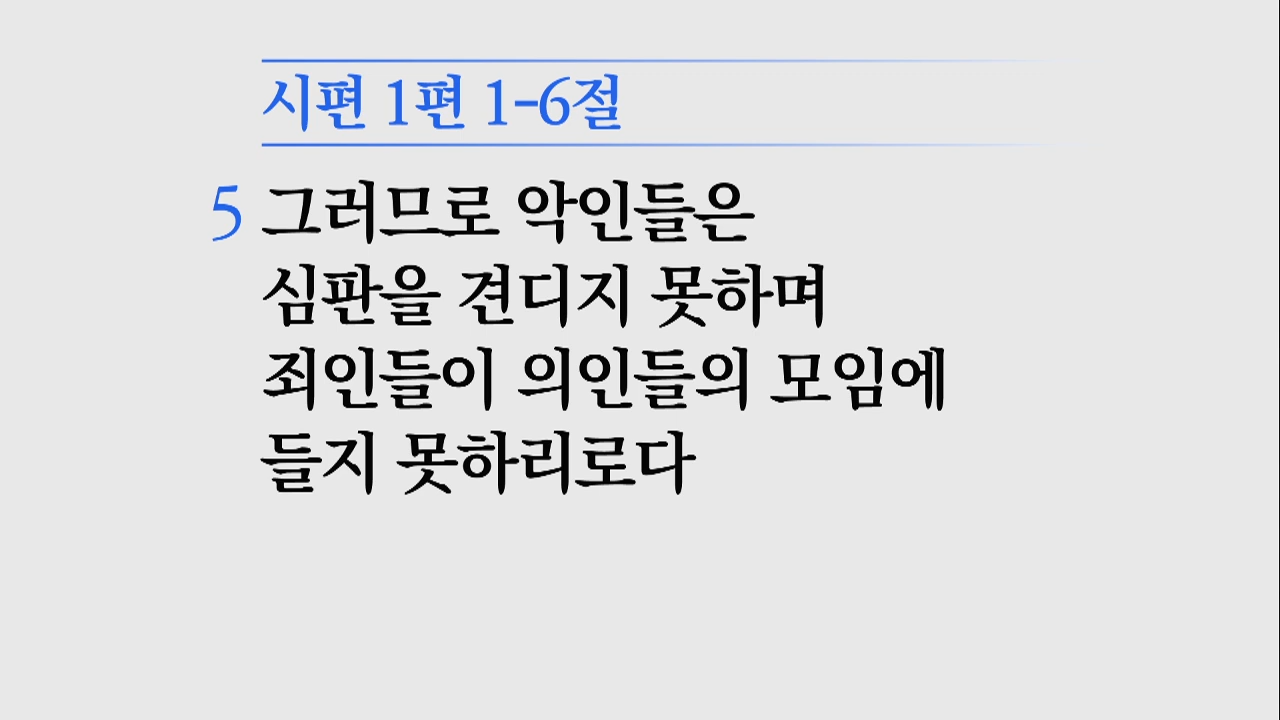 시편 1편 1-6절
5 그러므로 악인들은
심판을 견디지 못하며
죄인들이 의인들의 모임에
들지 못하리로다